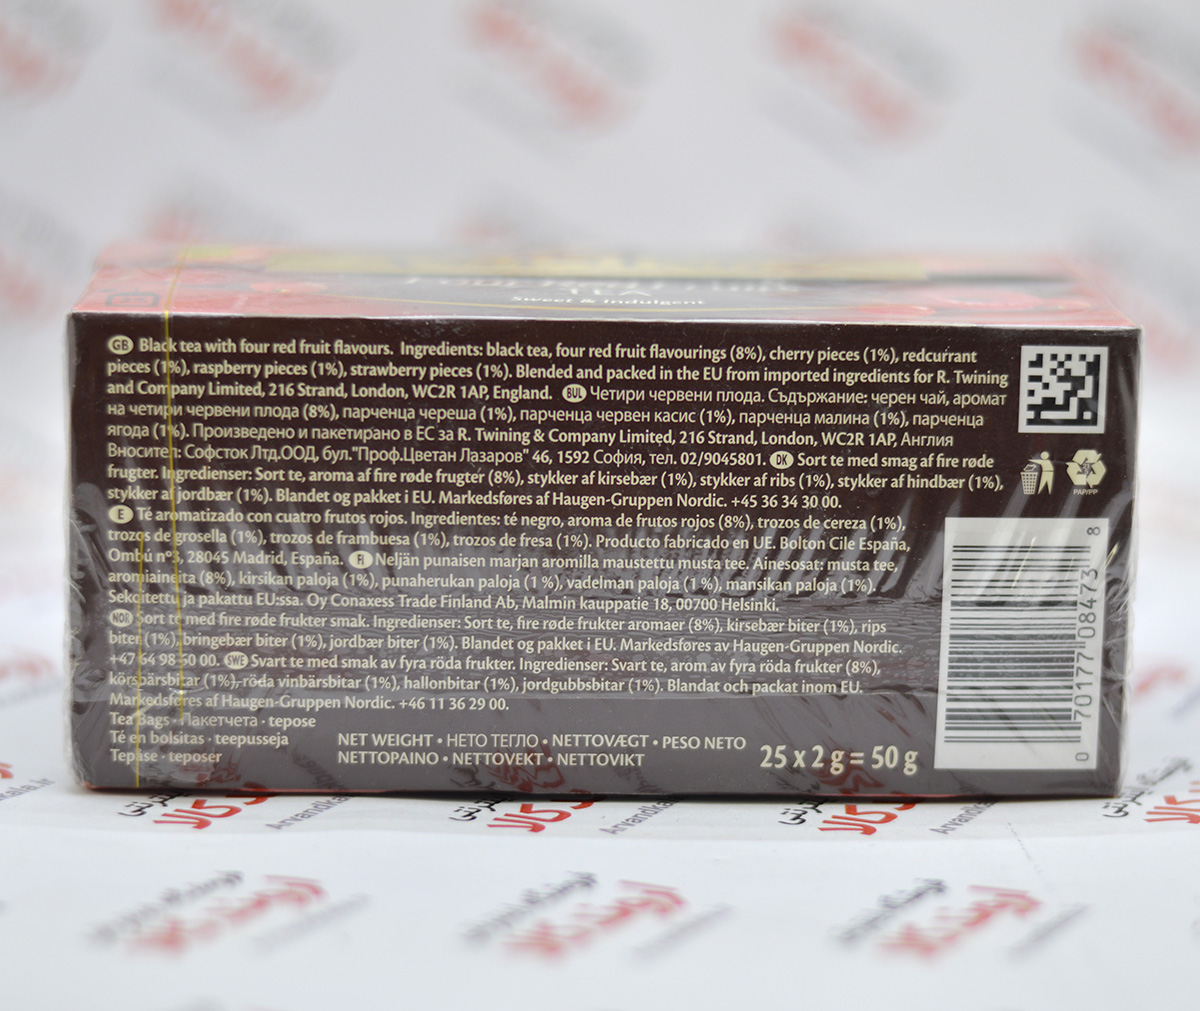 Sweet & Indulgent
GB Black tea with four red fruit flavours. Ingredients: black tea, four red fruit flavourings (8%), cherry pieces (1%), redcurrant
pieces (1%), raspberry pieces (1%), strawberry pieces (1%). Blended and packed in the EU from imported ingredients for R. Twining
and Company Limited, 216 Strand, London, WC2R 1AP, England. BUL Четири червени плода. Съдържание: черен чай, аромат
на четири червени плода (8%), парченца череша (1%), парченца червен касис (1%), парченца малина (1%), парченца
ягода (1%). Произведено и пакетирано в ЕС за R. Twining & Company Limited, 216 Strand, London, WC2R 1AP, Англия
Вносител: Софсток Лтд.ООД, бул."Проф.Цветан Лазаров" 46, 1592 София, тел. 02/9045801. DK Sort te med smag af fire røde
frugter. Ingredienser: Sort te, aroma af fire røde frugter (8%), stykker af kirsebær (1%), stykker af ribs (1%), stykker af hindbær (1%),
stykker af jordbær (1%). Blandet og pakket i EU. Markedsføres af Haugen-Gruppen Nordic. +45 36 34 30 00.
E Té aromatizado con cuatro frutos rojos. Ingredientes: té negro, aroma de frutos rojos (8%), trozos de cereza (1%),
trozos de grosella (1%), trozos de frambuesa (1%), trozos de fresa (1%). Producto fabricado en UE. Bolton Cile España,
Ombú nº3, 28045 Madrid, España. FI Neljän punaisen marjan aromilla maustettu musta tee. Ainesosat: musta tee,
aromiaineita (8%), kirsikan paloja (1%), punaherukan paloja (1 %), vadelman paloja (1 %), mansikan paloja (1%).
Sekoitettu ja pakattu EU:ssa. Oy Conaxess Trade Finland Ab, Malmin kauppatie 18, 00700 Helsinki.
NOR Sort te med fire røde frukter smak. Ingredienser: Sort te, fire røde frukter aromaer (8%), kirsebær biter (1%), rips
biter (1%), bringebær biter (1%), jordbær biter (1%). Blandet og pakket i EU. Markedsføres av Haugen-Gruppen Nordic.
+47 64 98 50 00. SWE Svart te med smak av fyra röda frukter. Ingredienser: Svart te, arom av fyra röda frukter (8%),
körsbärsbitar (1%), röda vinbärsbitar (1%), hallonbitar (1%), jordgubbsbitar (1%). Blandat och packat inom EU.
Markedsføres af Haugen-Gruppen Nordic. +46 11 36 29 00.
Tea Bags · Пакетчета · tepose
Té en bolsitas · teepusseja
Tepåse · teposer
NET WEIGHT • НЕТО ТЕГЛО • NETTOVÆGT • PESO NETO
NETTOPAINO • NETTOVEKT • NETTOVIKT
25 x 2 g = 50 g
PAP/PP
0 70177 08473 8